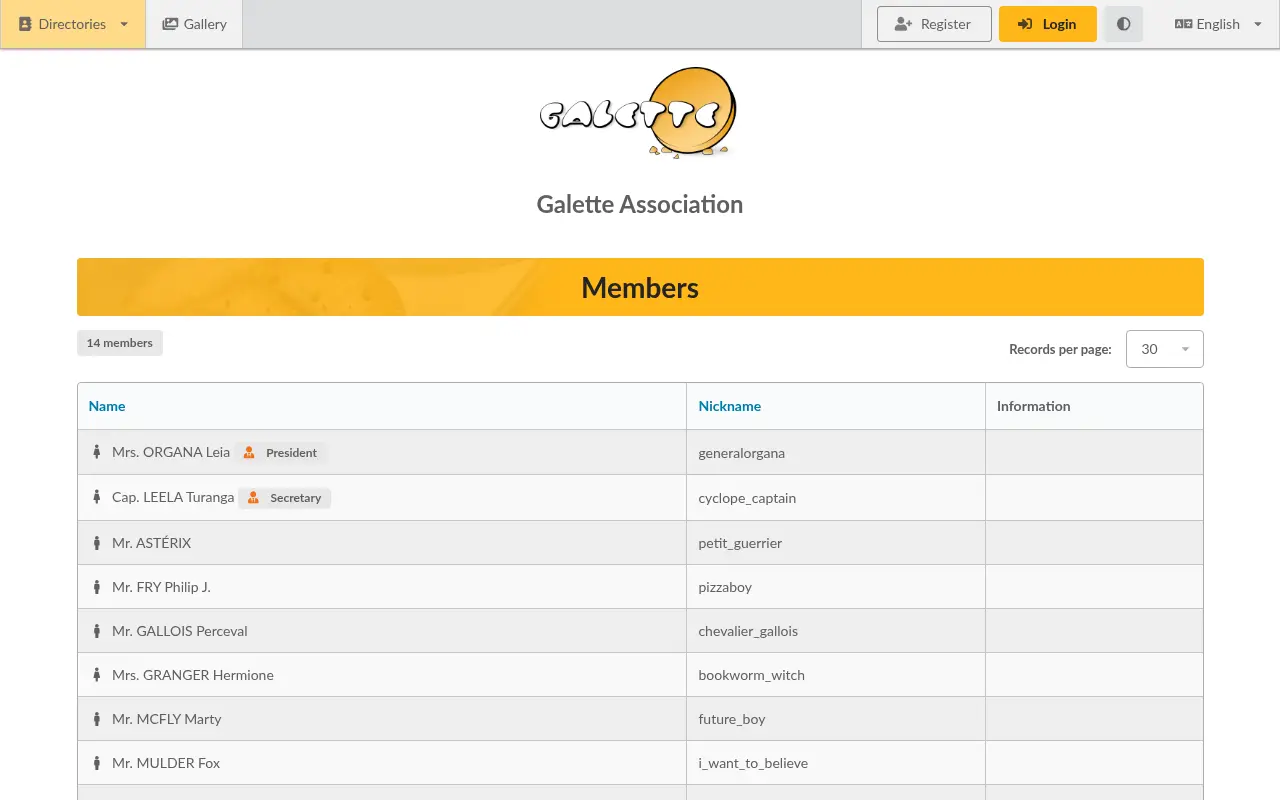 Directories
Gallery
Register
Login
English
GALETTE
Galette Association
Members
14 members
Records per page: 30
Name Nickname Information
Mrs. ORGANA Leia President generalorgana
Cap. LEELA Turanga Secretary cyclope_captain
Mr. ASTÉRIX petit_guerrier
Mr. FRY Philip J. pizzaboy
Mr. GALLOIS Perceval chevalier_gallois
Mrs. GRANGER Hermione bookworm_witch
Mr. MCFLY Marty future_boy
Mr. MULDER Fox i_want_to_believe